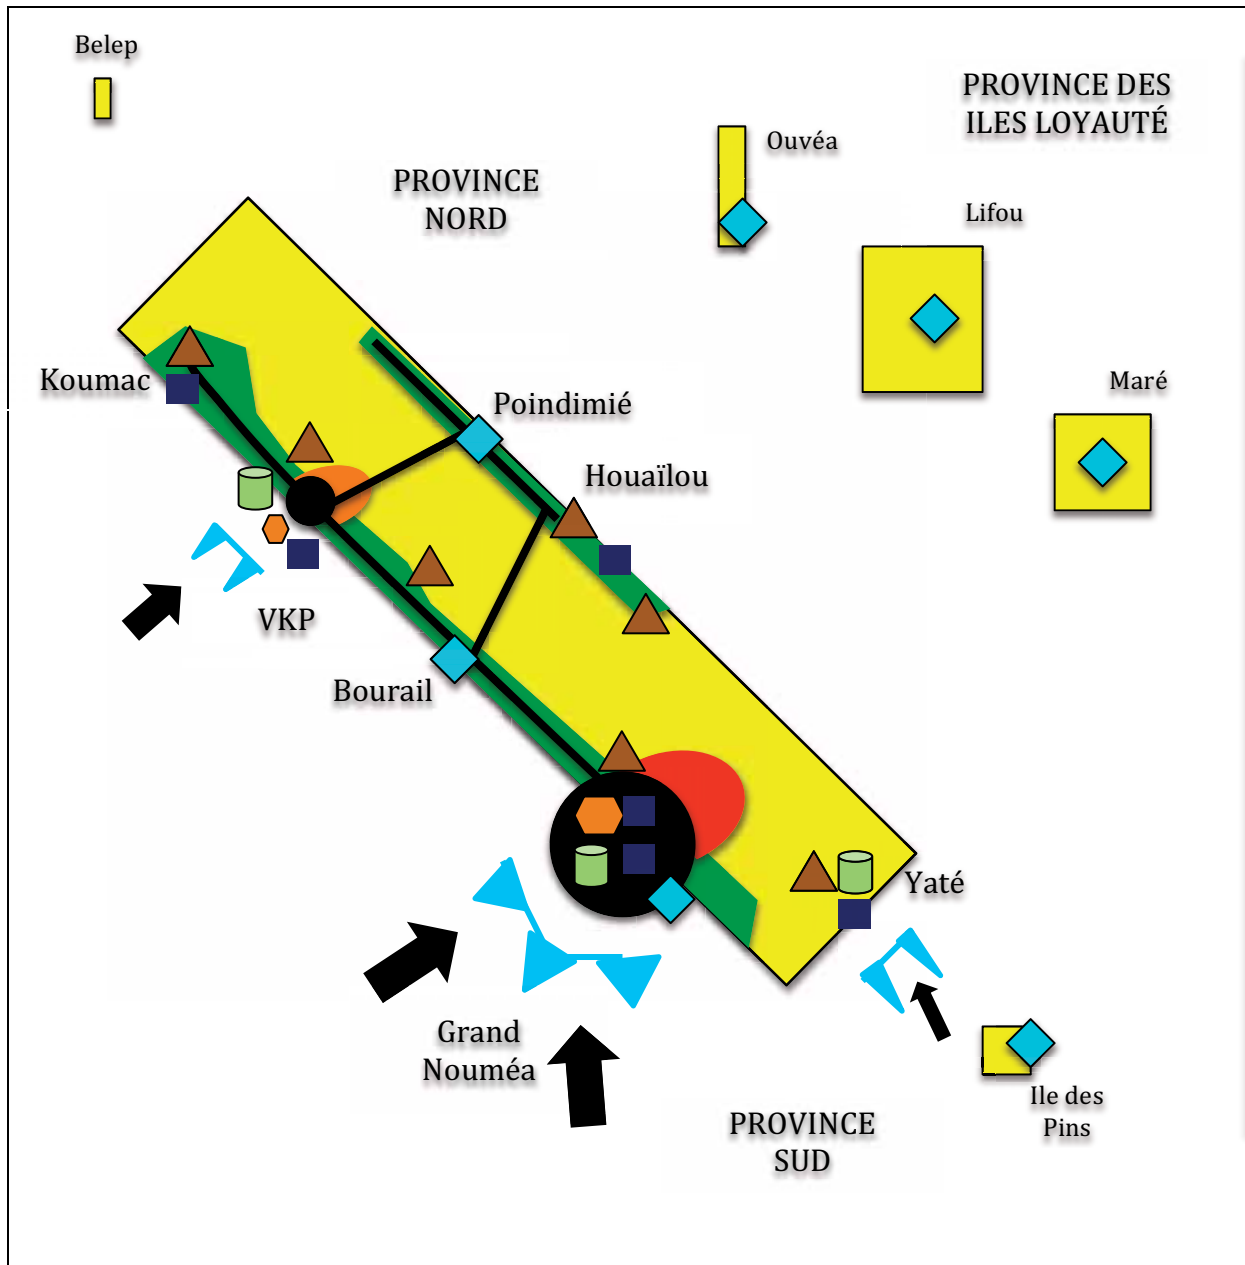 Belep
PROVINCE DES
ILES LOYAUTÉ
Ouvéa
PROVINCE
NORD
Lifou
Koumac
Maré
Poindimié
Houaïlou
VKP
Bourail
Yaté
Grand
Nouméa
Ile des
Pins
PROVINCE
SUD